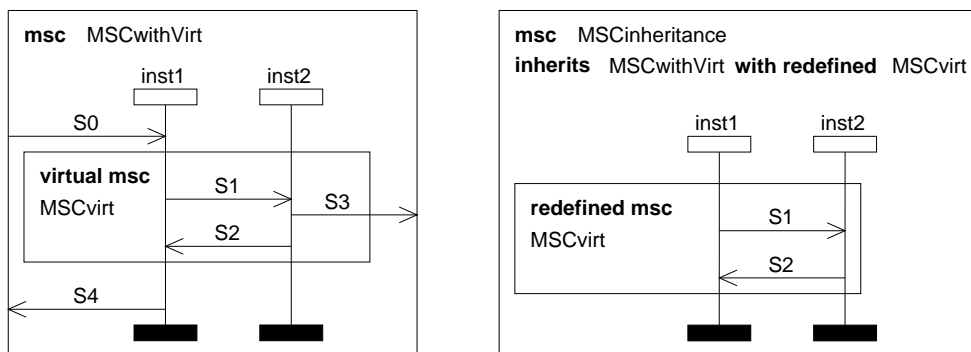 msc MSCwithVirt
inst1 inst2
S0
virtual msc
MSCvirt
S1
S3
S2
S4
msc MSCinheritance
inherits MSCwithVirt with redefined MSCvirt
inst1 inst2
redefined msc
MSCvirt
S1
S2